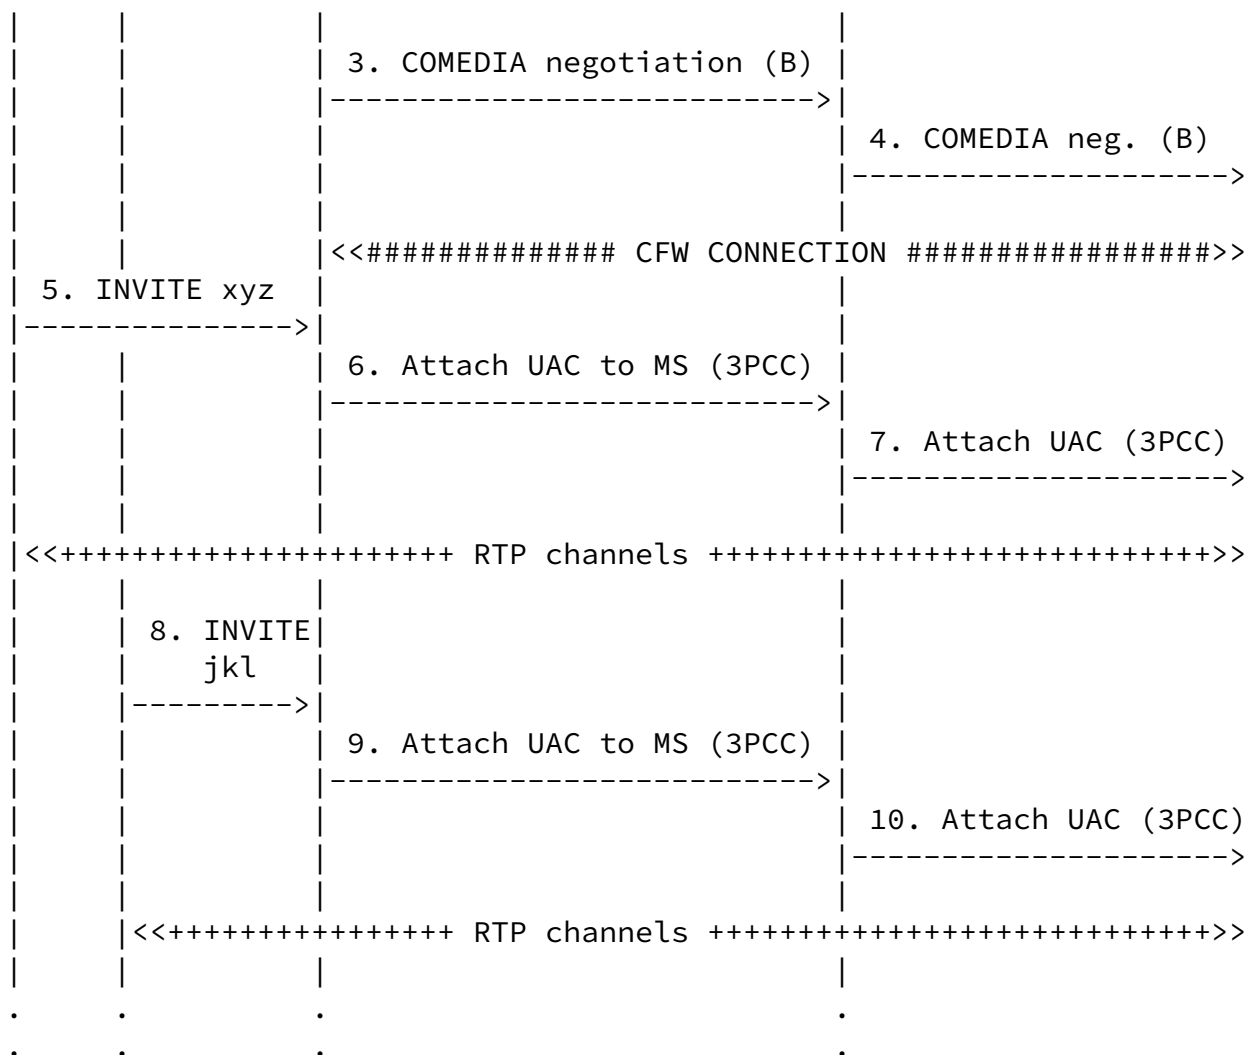 3. COMEDIA negotiation (B)
4. COMEDIA neg. (B)
<<############## CFW CONNECTION #################>>
5. INVITE xyz
6. Attach UAC to MS (3PCC)
7. Attach UAC (3PCC)
<<++++++++++++++++++++++ RTP channels ++++++++++++++++++++++++++++>>
8. INVITE
jkl
9. Attach UAC to MS (3PCC)
10. Attach UAC (3PCC)
<<++++++++++++++++ RTP channels ++++++++++++++++++++++++++++>>